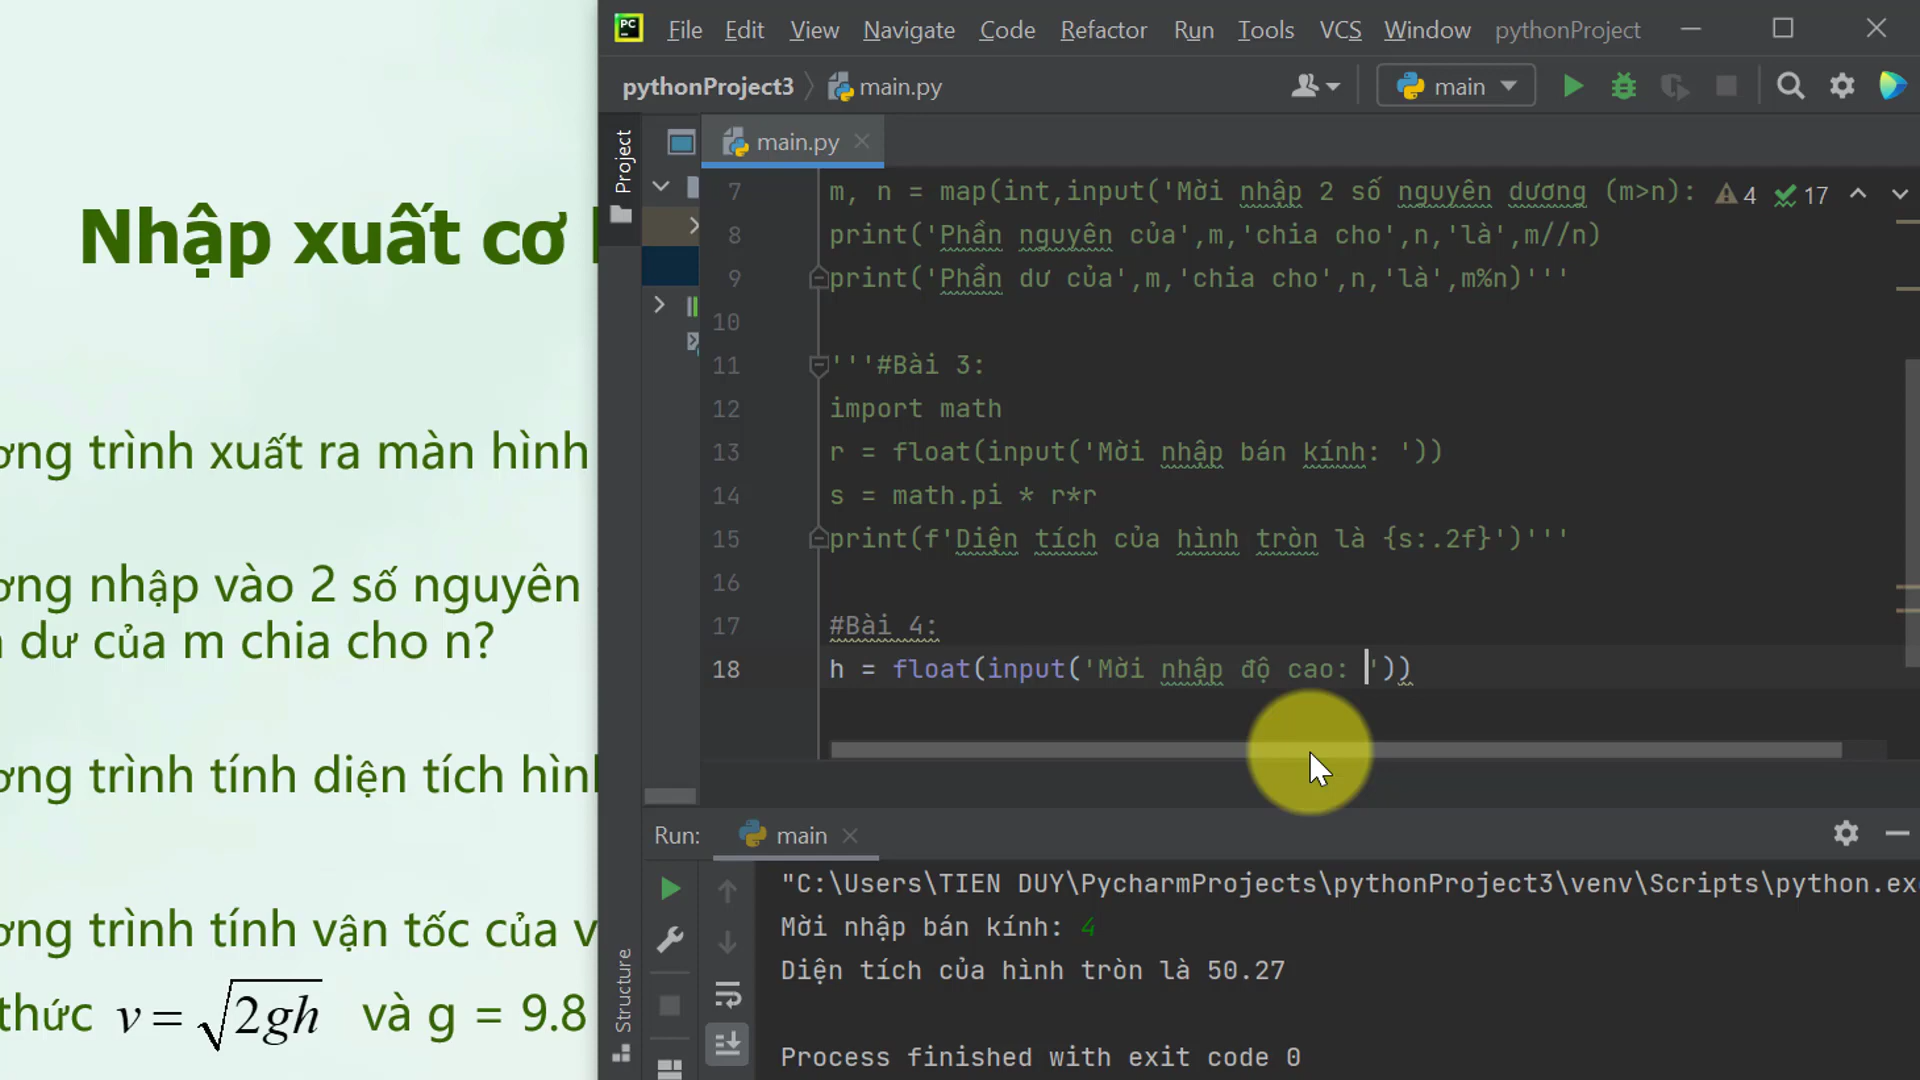 Nhập xuất cơ
ơng trình xuất ra màn hình
ơng nhập vào 2 số nguyên
dư của m chia cho n?
ơng trình tính diện tích hình
ơng trình tính vận tốc của v
thức v = √2gh và g = 9.8
PC File Edit View Navigate Code Refactor Run Tools VCS Window pythonProject
pythonProject3 main.py main
Project
main.py
7 m, n = map(int,input('Mời nhập 2 số nguyên dương (m>n): 4 17
8 print('Phần nguyên của',m,'chia cho',n,'là',m//n)
9 print('Phần dư của',m,'chia cho',n,'là',m%n)'''
10
11 '''#Bài 3:
12 import math
13 r = float(input('Mời nhập bán kính: '))
14 s = math.pi * r*r
15 print(f'Diện tích của hình tròn là {s:.2f}')'''
16
17 #Bài 4:
18 h = float(input('Mời nhập độ cao: '))
Run: main
Structure
"C:\Users\TIEN DUY\PycharmProjects\pythonProject3\venv\Scripts\python.ex
Mời nhập bán kính: 4
Diện tích của hình tròn là 50.27
Process finished with exit code 0